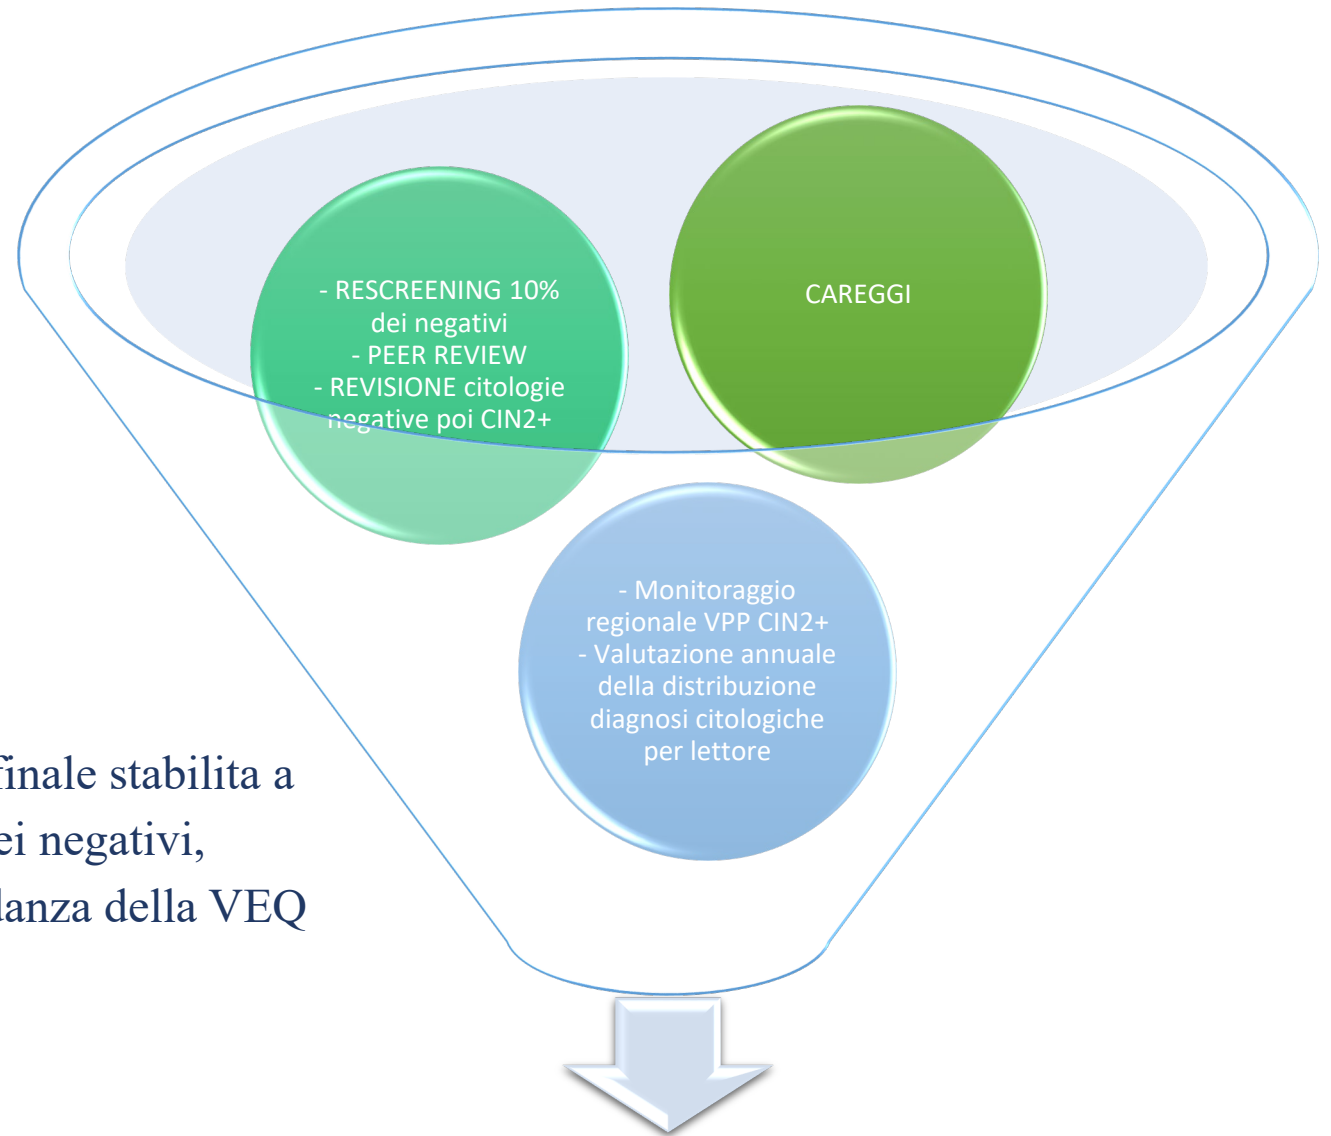 - RESCREENING 10%
dei negativi
- PEER REVIEW
- REVISIONE citologie
negative poi CIN2+
CAREGGI
- Monitoraggio
regionale VPP CIN2+
- Valutazione annuale
della distribuzione
diagnosi citologiche
per lettore
finale stabilita a
ei negativi,
danza della VEQ